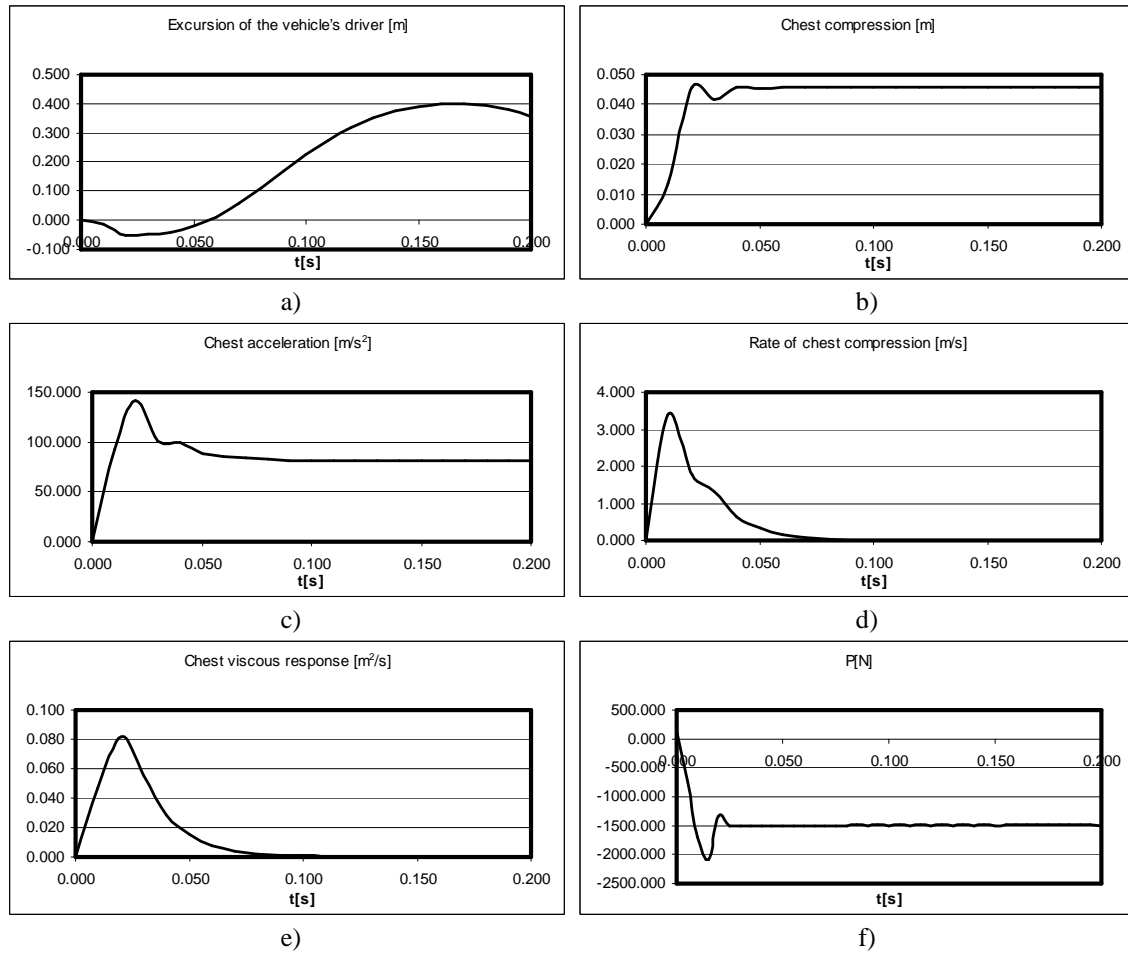 Excursion of the vehicle's driver [m]
0.500
0.400
0.300
0.200
0.100
0.000
-0.100
0.000 0.050 0.100 0.150 0.200
t[s]
a)
Chest compression [m]
0.050
0.040
0.030
0.020
0.010
0.000
0.000 0.050 0.100 0.150 0.200
t[s]
b)
Chest acceleration [m/s²]
150.000
100.000
50.000
0.000
0.000 0.050 0.100 0.150 0.200
t[s]
c)
Rate of chest compression [m/s]
4.000
3.000
2.000
1.000
0.000
0.000 0.050 0.100 0.150 0.200
t[s]
d)
Chest viscous response [m²/s]
0.100
0.080
0.060
0.040
0.020
0.000
0.000 0.050 0.100 0.150 0.200
t[s]
e)
P[N]
500.000
0.000
-500.000
-1000.000
-1500.000
-2000.000
-2500.000
0.000 0.050 0.100 0.150 0.200
t[s]
f)